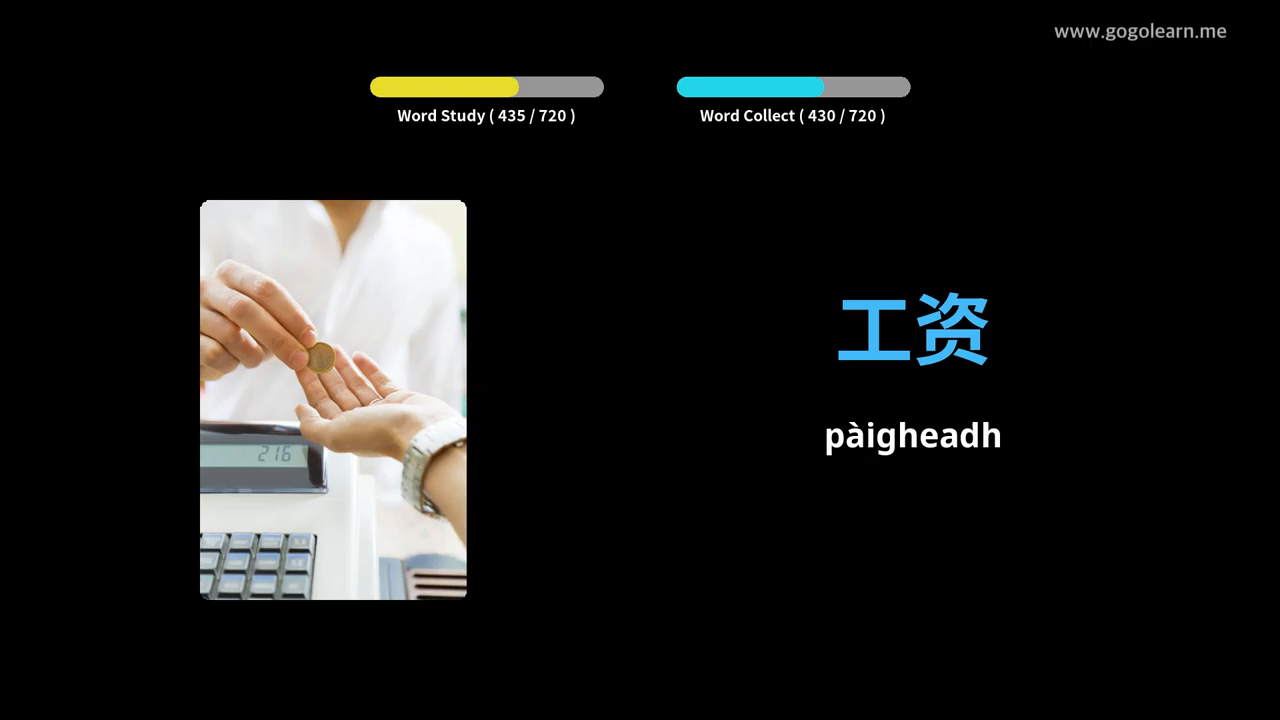 www.gogolearn.me
Word Study ( 435 / 720 )
Word Collect ( 430 / 720 )
216
工资
pàigheadh